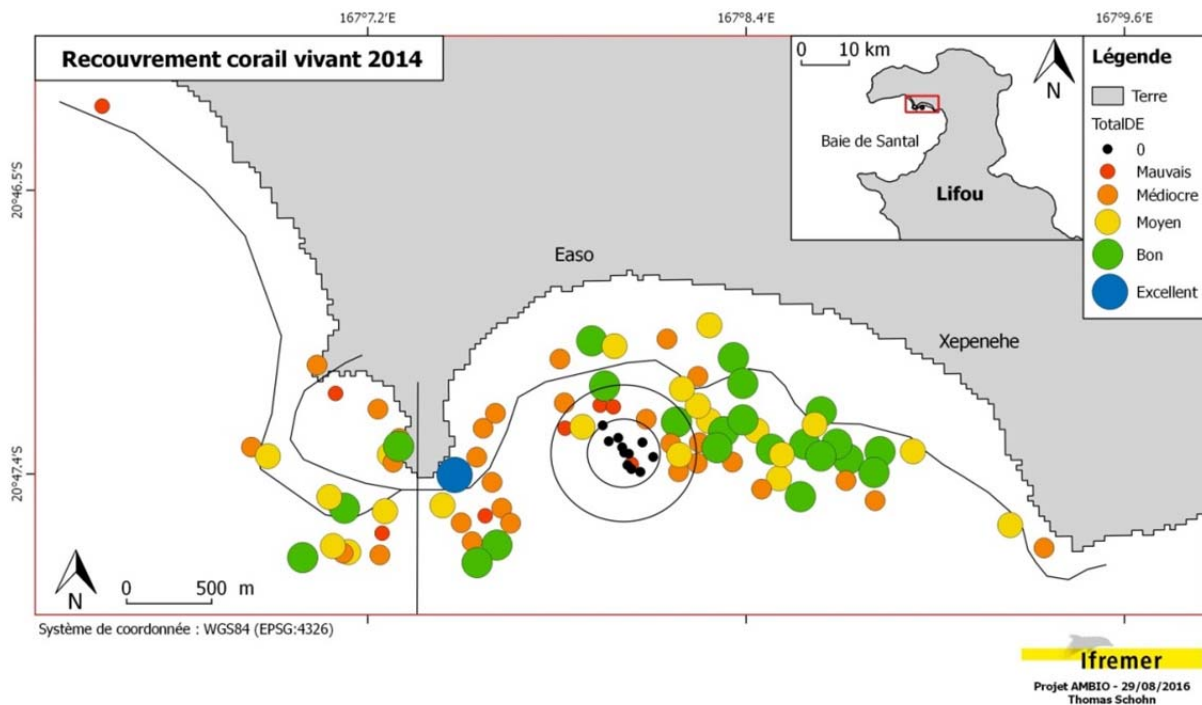 167°7.2'E
167°8.4'E
167°9.6'E
Recouvrement corail vivant 2014
0 10 km
N
Baie de Santal
Lifou
Légende
Terre
TotalDE
0
Mauvais
Médiocre
Moyen
Bon
Excellent
20°46.5'S
Easo
Xepenehe
20°47.4'S
N
0 500 m
Système de coordonnée : WGS84 (EPSG:4326)
Ifremer
Projet AMBIO - 29/08/2016
Thomas Schohn